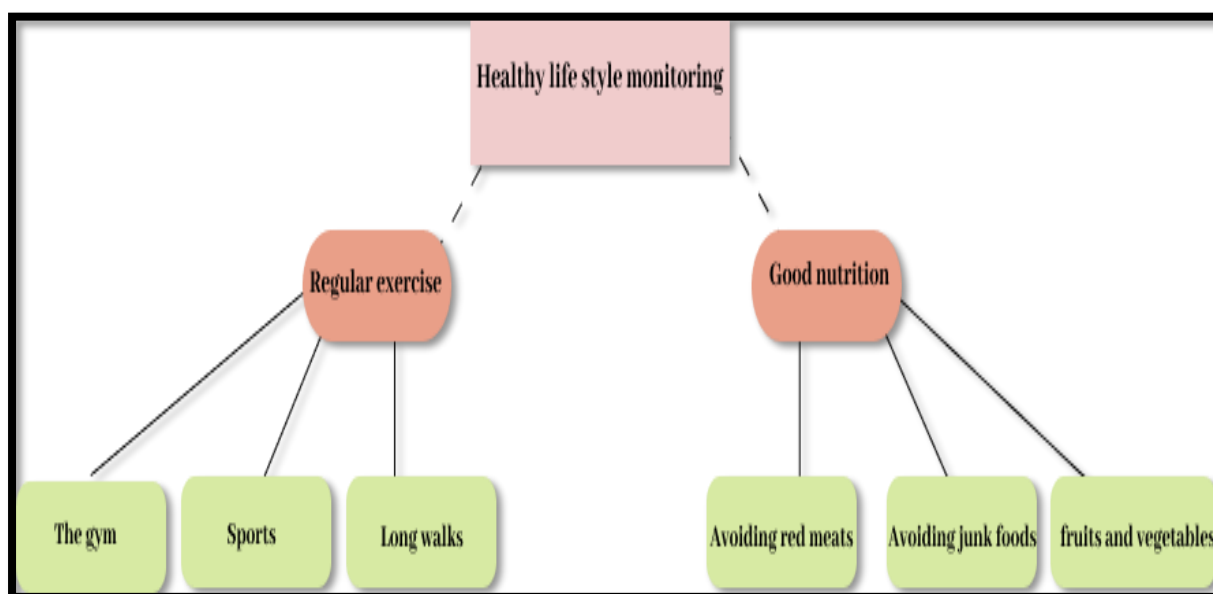 Healthy life style monitoring
Regular exercise
Good nutrition
The gym
Sports
Long walks
Avoiding red meats
Avoiding junk foods
fruits and vegetables